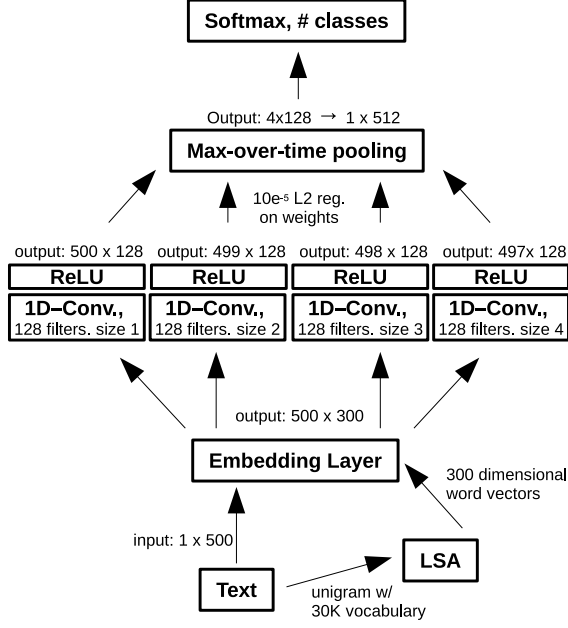 Softmax, # classes
Output: 4x128 → 1 x 512
Max-over-time pooling
10e-5 L2 reg.
on weights
output: 500 x 128
output: 499 x 128
output: 498 x 128
output: 497x 128
ReLU
ReLU
ReLU
ReLU
1D–Conv.,
128 filters. size 1
1D–Conv.,
128 filters. size 2
1D–Conv.,
128 filters. size 3
1D–Conv.,
128 filters. size 4
output: 500 x 300
Embedding Layer
300 dimensional
word vectors
input: 1 x 500
LSA
Text
unigram w/
30K vocabulary